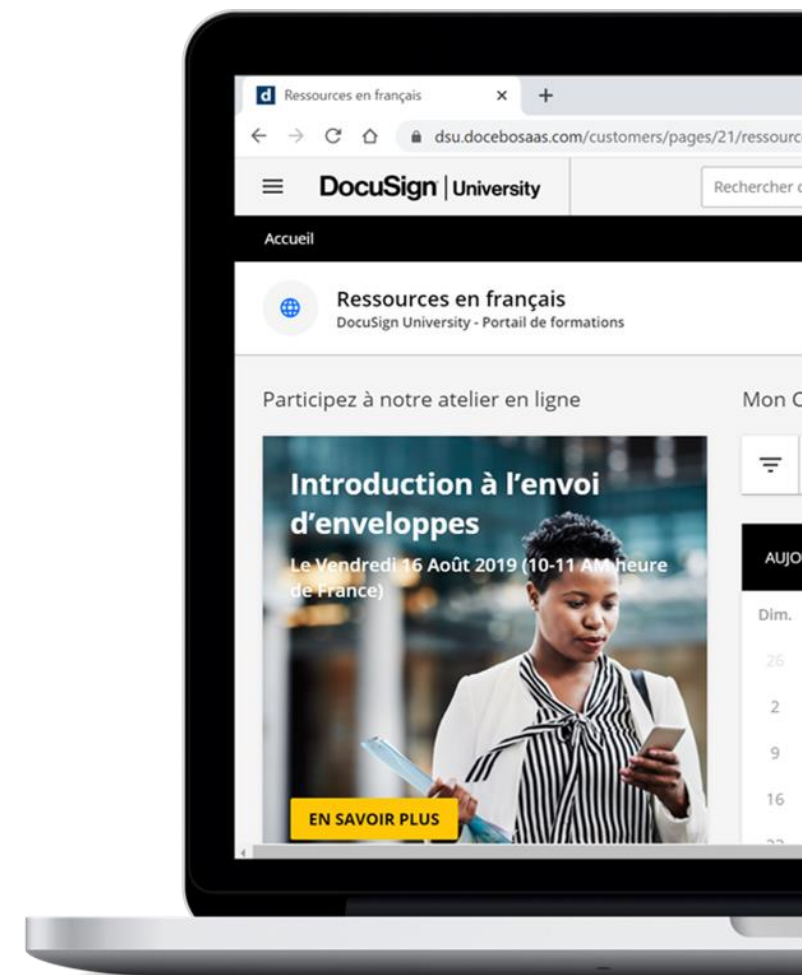 Ressources en français
dsu.docebosaas.com/customers/pages/21/ressourc
DocuSign | University
Rechercher
Accueil
Ressources en français
DocuSign University - Portail de formations
Participez à notre atelier en ligne
Mon C
Introduction à l'envoi
d'enveloppes
Le Vendredi 16 Août 2019 (10-11 AM heure
de France)
EN SAVOIR PLUS
AUJO
Dim.
26
2
9
16